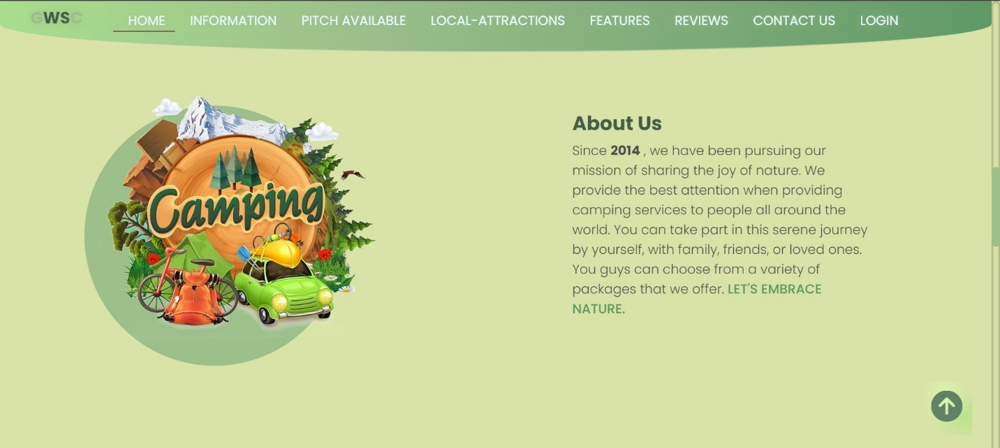 GWSC
HOME INFORMATION PITCH AVAILABLE LOCAL-ATTRACTIONS FEATURES REVIEWS CONTACT US LOGIN
Camping
About Us
Since 2014 , we have been pursuing our
mission of sharing the joy of nature. We
provide the best attention when providing
camping services to people all around the
world. You can take part in this serene journey
by yourself, with family, friends, or loved ones.
You guys can choose from a variety of
packages that we offer. LET'S EMBRACE
NATURE.